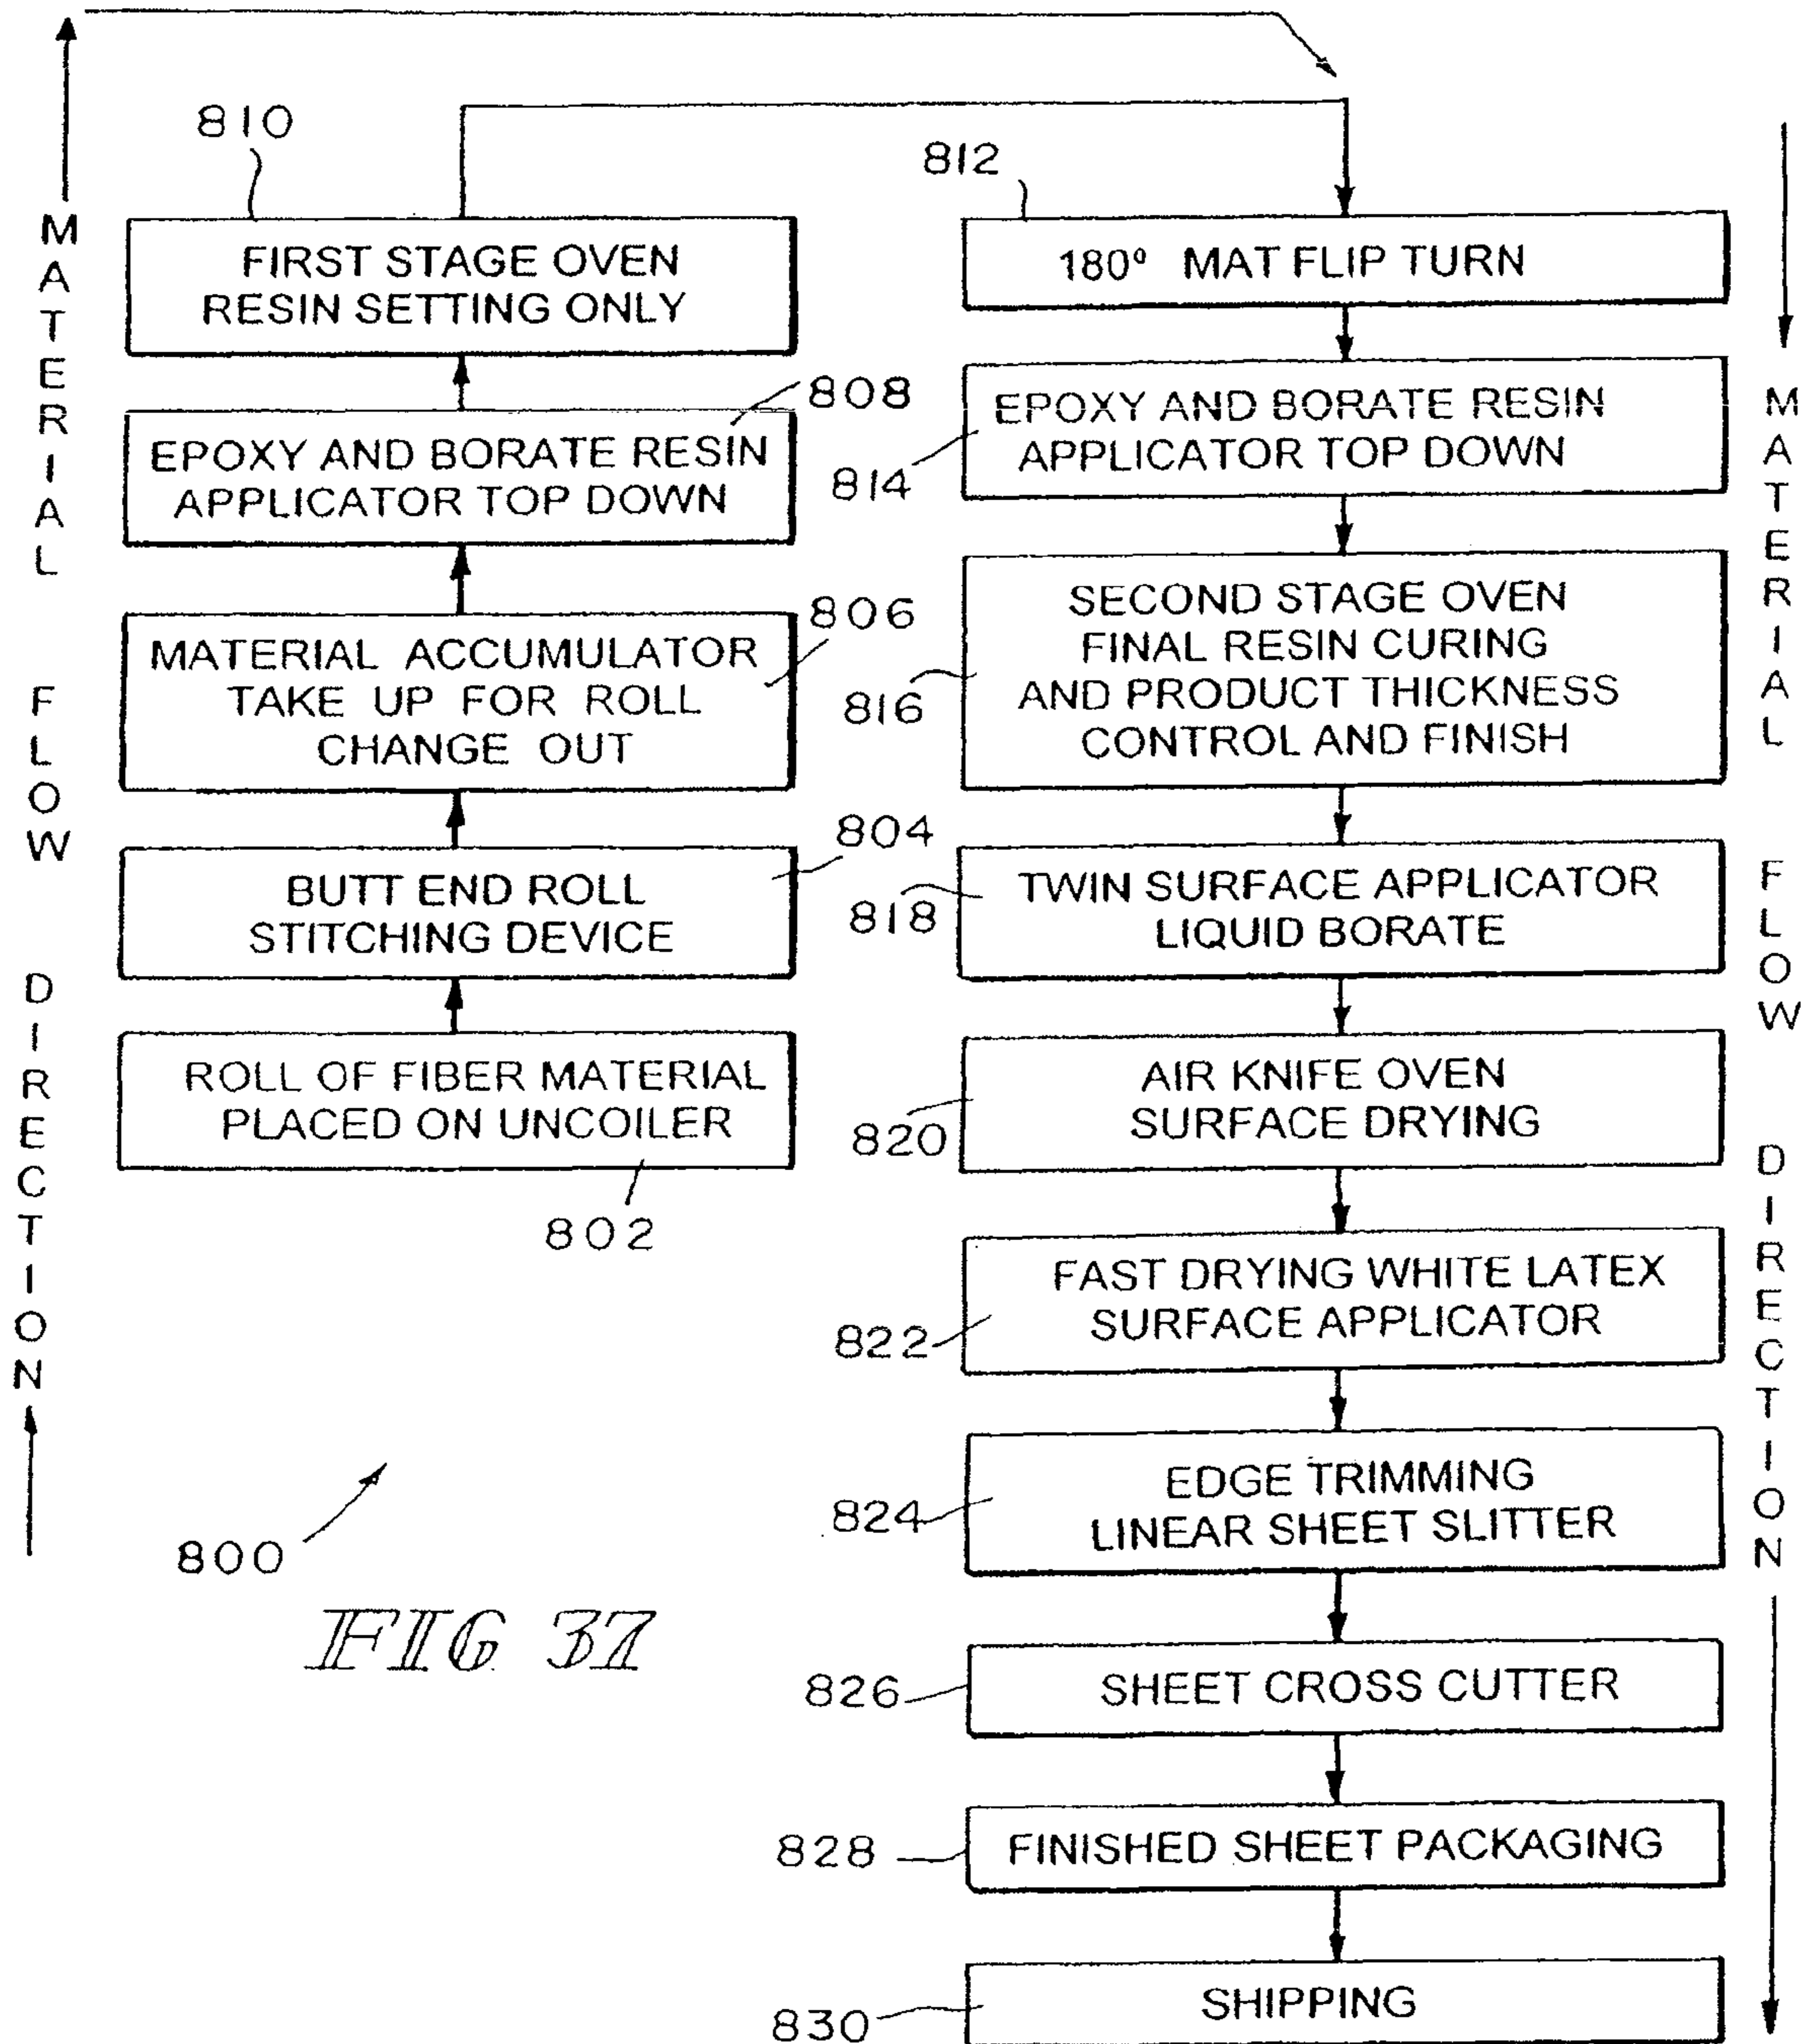 MATERIAL FLOW DIRECTION
810
FIRST STAGE OVEN
RESIN SETTING ONLY
808
EPOXY AND BORATE RESIN
APPLICATOR TOP DOWN
806
MATERIAL ACCUMULATOR
TAKE UP FOR ROLL
CHANGE OUT
804
BUTT END ROLL
STITCHING DEVICE
ROLL OF FIBER MATERIAL
PLACED ON UNCOILER
802
800
FIG 37
812
180° MAT FLIP TURN
EPOXY AND BORATE RESIN
APPLICATOR TOP DOWN
814
SECOND STAGE OVEN
FINAL RESIN CURING
AND PRODUCT THICKNESS
CONTROL AND FINISH
816
TWIN SURFACE APPLICATOR
LIQUID BORATE
818
AIR KNIFE OVEN
SURFACE DRYING
820
FAST DRYING WHITE LATEX
SURFACE APPLICATOR
822
EDGE TRIMMING
LINEAR SHEET SLITTER
824
SHEET CROSS CUTTER
826
FINISHED SHEET PACKAGING
828
SHIPPING
830
MATERIAL FLOW DIRECTION